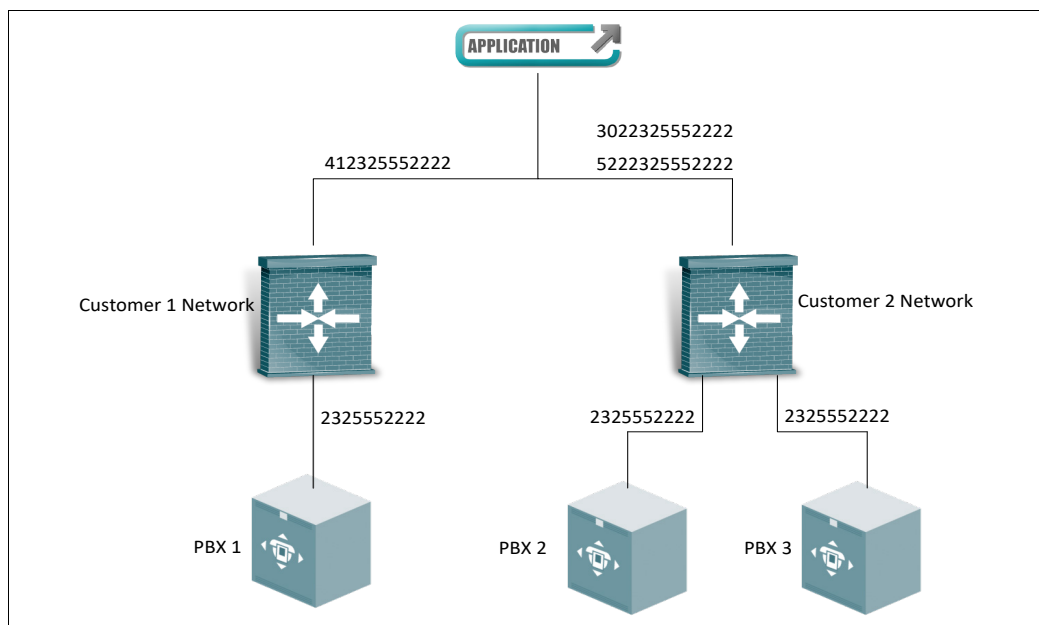 APPLICATION
3022325552222
412325552222
5222325552222
Customer 1 Network
Customer 2 Network
2325552222
2325552222
2325552222
PBX 1
PBX 2
PBX 3